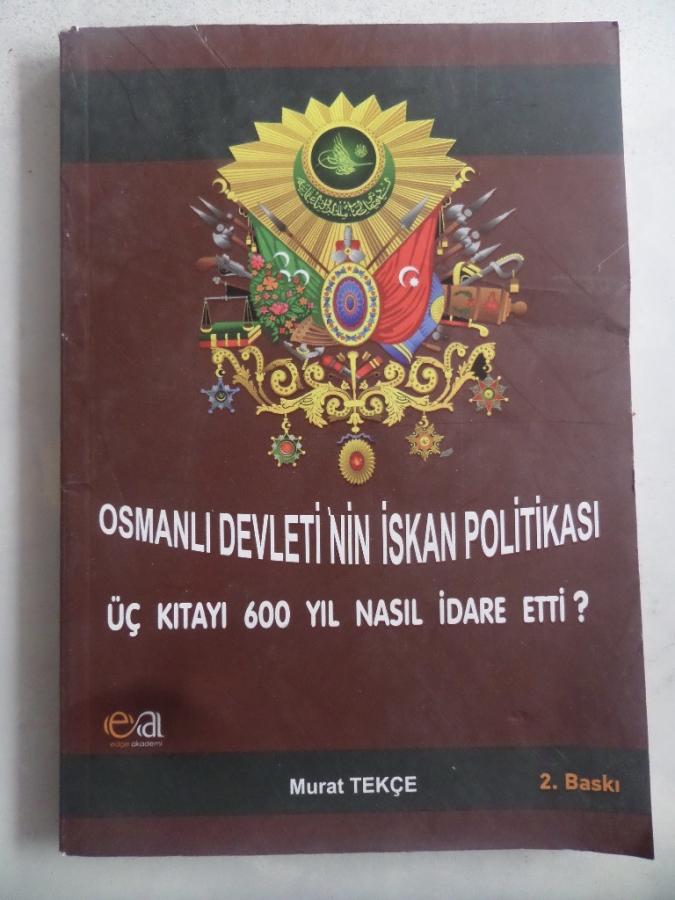 OSMANLI DEVLETİ'NİN İSKAN POLİTİKASI
ÜÇ KITAYI 600 YIL NASIL İDARE ETTİ?
edge akademi
Murat TEKÇE
2. Baskı